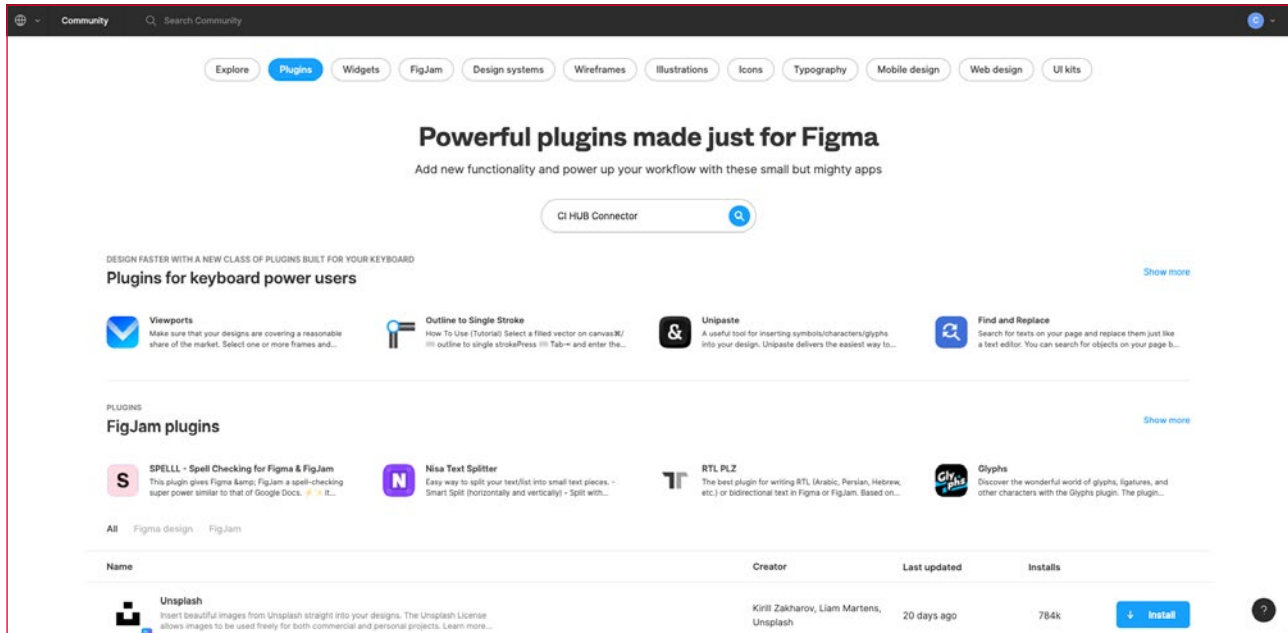 Community
Search Community
C
Explore
Plugins
Widgets
FigJam
Design systems
Wireframes
Illustrations
Icons
Typography
Mobile design
Web design
UI kits
Powerful plugins made just for Figma
Add new functionality and power up your workflow with these small but mighty apps
CI HUB Connector
DESIGN FASTER WITH A NEW CLASS OF PLUGINS BUILT FOR YOUR KEYBOARD
Plugins for keyboard power users
Show more
Viewports
Make sure that your designs are covering a reasonable
share of the market. Select one or more frames and...
Outline to Single Stroke
How To Use (Tutorial) Select a filled vector on canvas⌘/
outline to single strokePress Tab→ and enter the...
&
Unipaste
A useful tool for inserting symbols/characters/glyphs
into your design. Unipaste delivers the easiest way to...
Find and Replace
Search for texts on your page and replace them just like
a text editor. You can search for objects on your page b...
PLUGINS
FigJam plugins
Show more
S
SPELLL - Spell Checking for Figma & FigJam
This plugin gives Figma &amp; FigJam a spell-checking
super power similar to that of Google Docs. ⚡ It...
N
Nisa Text Splitter
Easy way to split your text/list into small text pieces. -
Smart Split (horizontally and vertically) - Split with...
RTL PLZ
The best plugin for writing RTL (Arabic, Persian, Hebrew,
etc.) or bidirectional text in Figma or FigJam. Based on...
Gly
phs
Glyphs
Discover the wonderful world of glyphs, ligatures, and
other characters with the Glyphs plugin. The plugin...
All
Figma design
FigJam
Name
Creator
Last updated
Installs
Unsplash
Insert beautiful images from Unsplash straight into your designs. The Unsplash License
allows images to be used freely for both commercial and personal projects. Learn more...
Kirill Zakharov, Liam Martens,
Unsplash
20 days ago
784k
Install
?